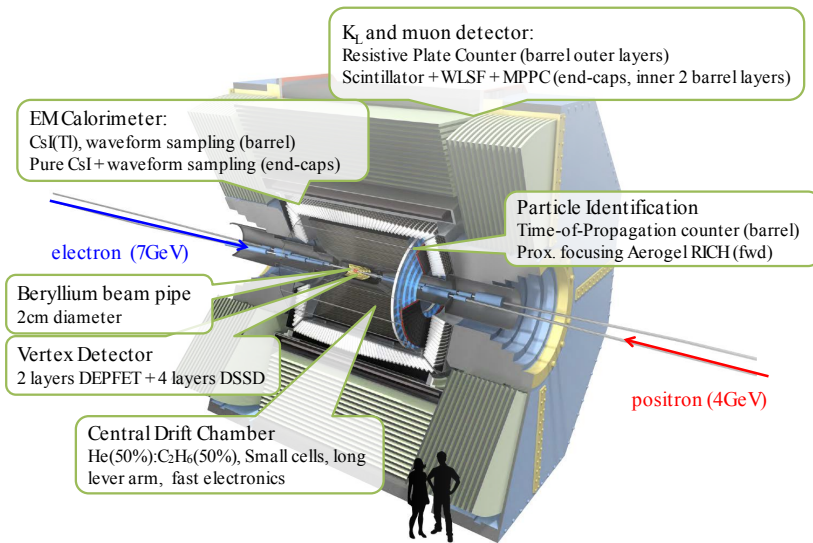 K_L and muon detector:
Resistive Plate Counter (barrel outer layers)
Scintillator + WLSF + MPPC (end-caps, inner 2 barrel layers)
EM Calorimeter:
CsI(Tl), waveform sampling (barrel)
Pure CsI + waveform sampling (end-caps)
Particle Identification
Time-of-Propagation counter (barrel)
Prox. focusing Aerogel RICH (fwd)
electron (7GeV)
Beryllium beam pipe
2cm diameter
Vertex Detector
2 layers DEPFET + 4 layers DSSD
positron (4GeV)
Central Drift Chamber
He(50%):C₂H₆(50%), Small cells, long
lever arm, fast electronics